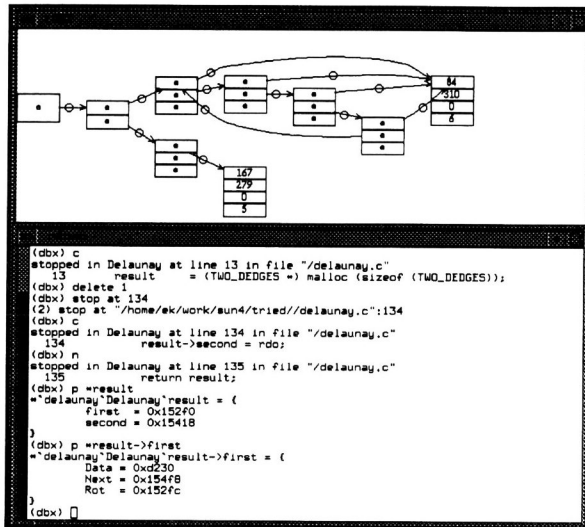 84
310
0
6
167
279
0
5
(dbx) c
stopped in Delaunay at line 13 in file "/delaunay.c"
13 result = (TWO_DEDGES *) malloc (sizeof (TWO_DEDGES));
(dbx) delete 1
(dbx) stop at 134
(2) stop at "/home/ek/work/sun4/tried//delaunay.c":134
(dbx) c
stopped in Delaunay at line 134 in file "/delaunay.c"
134 result->second = rdo;
(dbx) n
stopped in Delaunay at line 135 in file "/delaunay.c"
135 return result;
(dbx) p *result
*`delaunay`Delaunay`result = {
first = 0x152f0
second = 0x15418
}
(dbx) p *result->first
*`delaunay`Delaunay`result->first = {
Data = 0xd230
Next = 0x154f8
Rot = 0x152fc
}
(dbx)